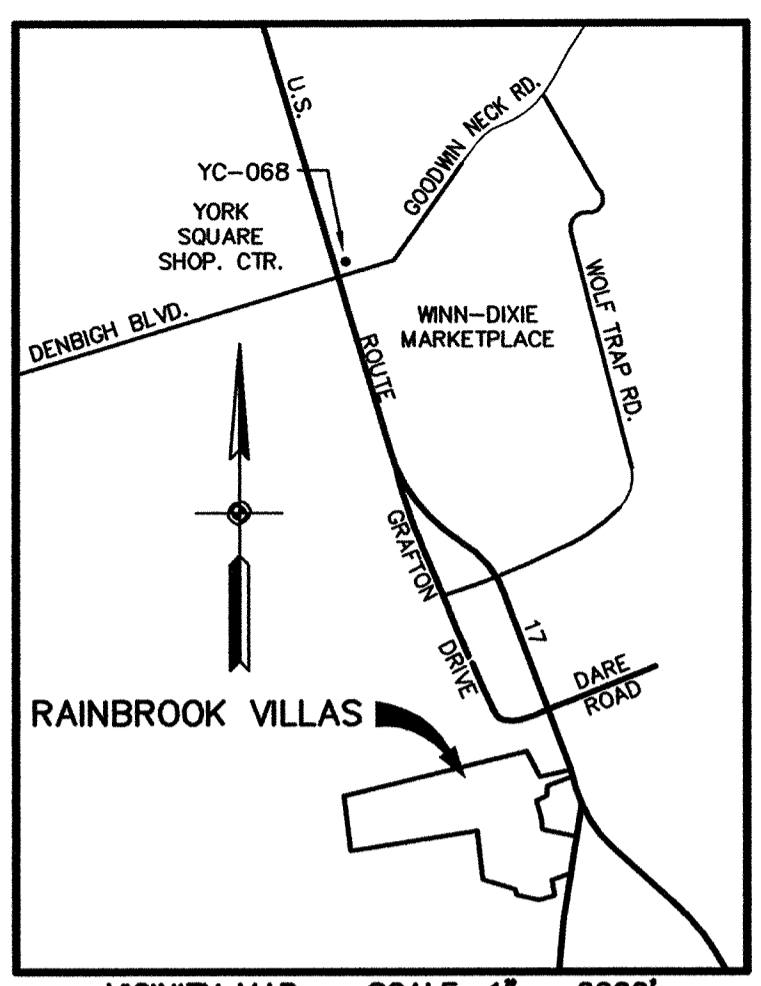 U.S.
GOODWIN NECK RD.
YC-068
YORK
SQUARE
SHOP. CTR.
DENBIGH BLVD.
WINN-DIXIE
MARKETPLACE
WOLF TRAP RD.
ROUTE
GRAFTON
DRIVE
17
DARE
ROAD
RAINBROOK VILLAS